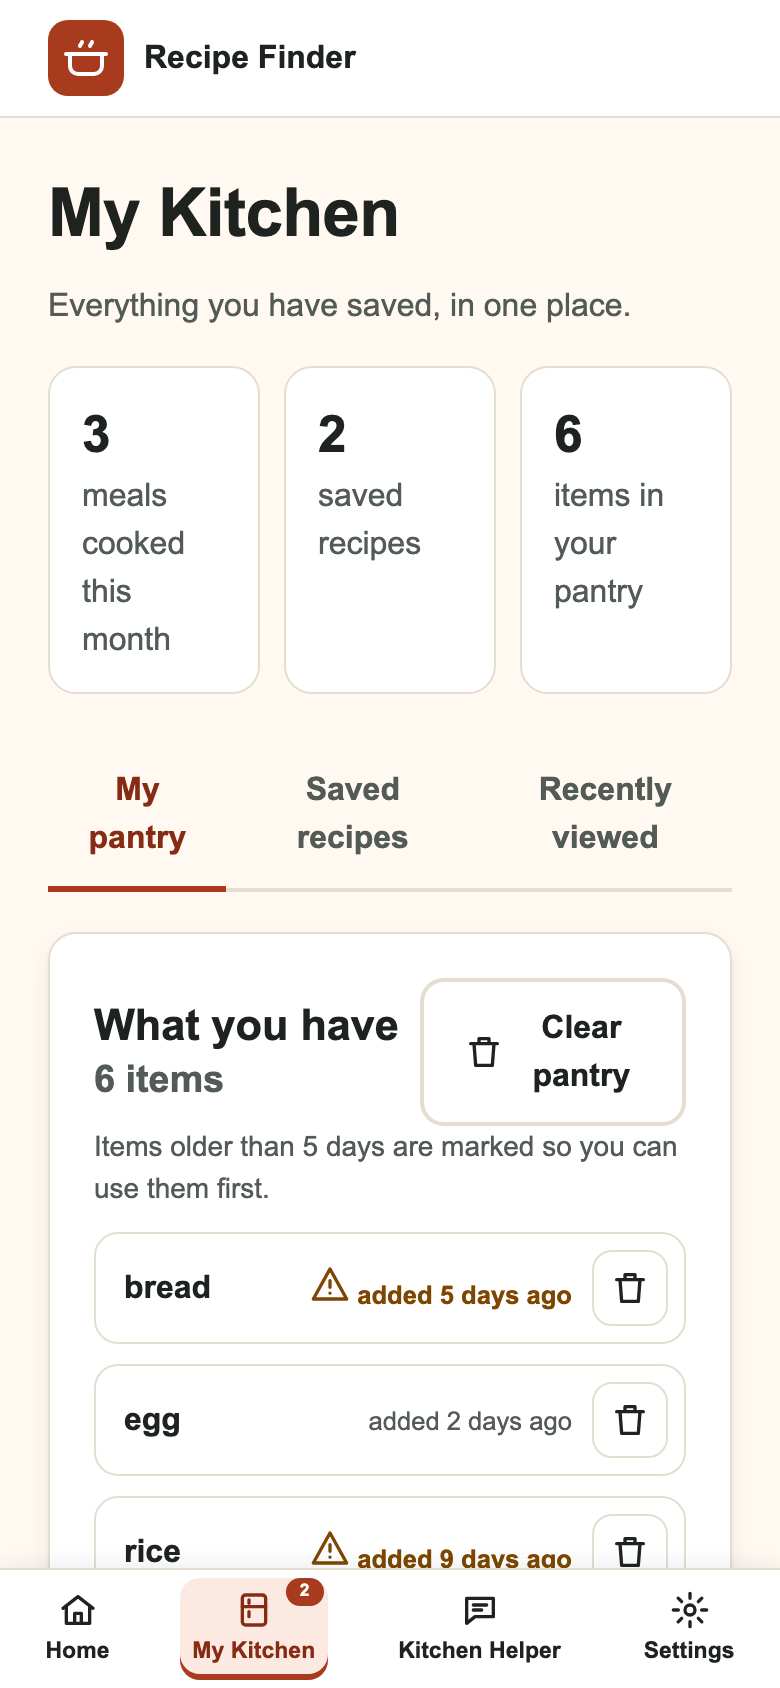 Recipe Finder
My Kitchen
Everything you have saved, in one place.
3
meals
cooked
this
month
2
saved
recipes
6
items in
your
pantry
My
pantry
Saved
recipes
Recently
viewed
What you have
6 items
Clear
pantry
Items older than 5 days are marked so you can
use them first.
bread
added 5 days ago
egg
added 2 days ago
rice
added 9 days ago
Home
2
My Kitchen
Kitchen Helper
Settings